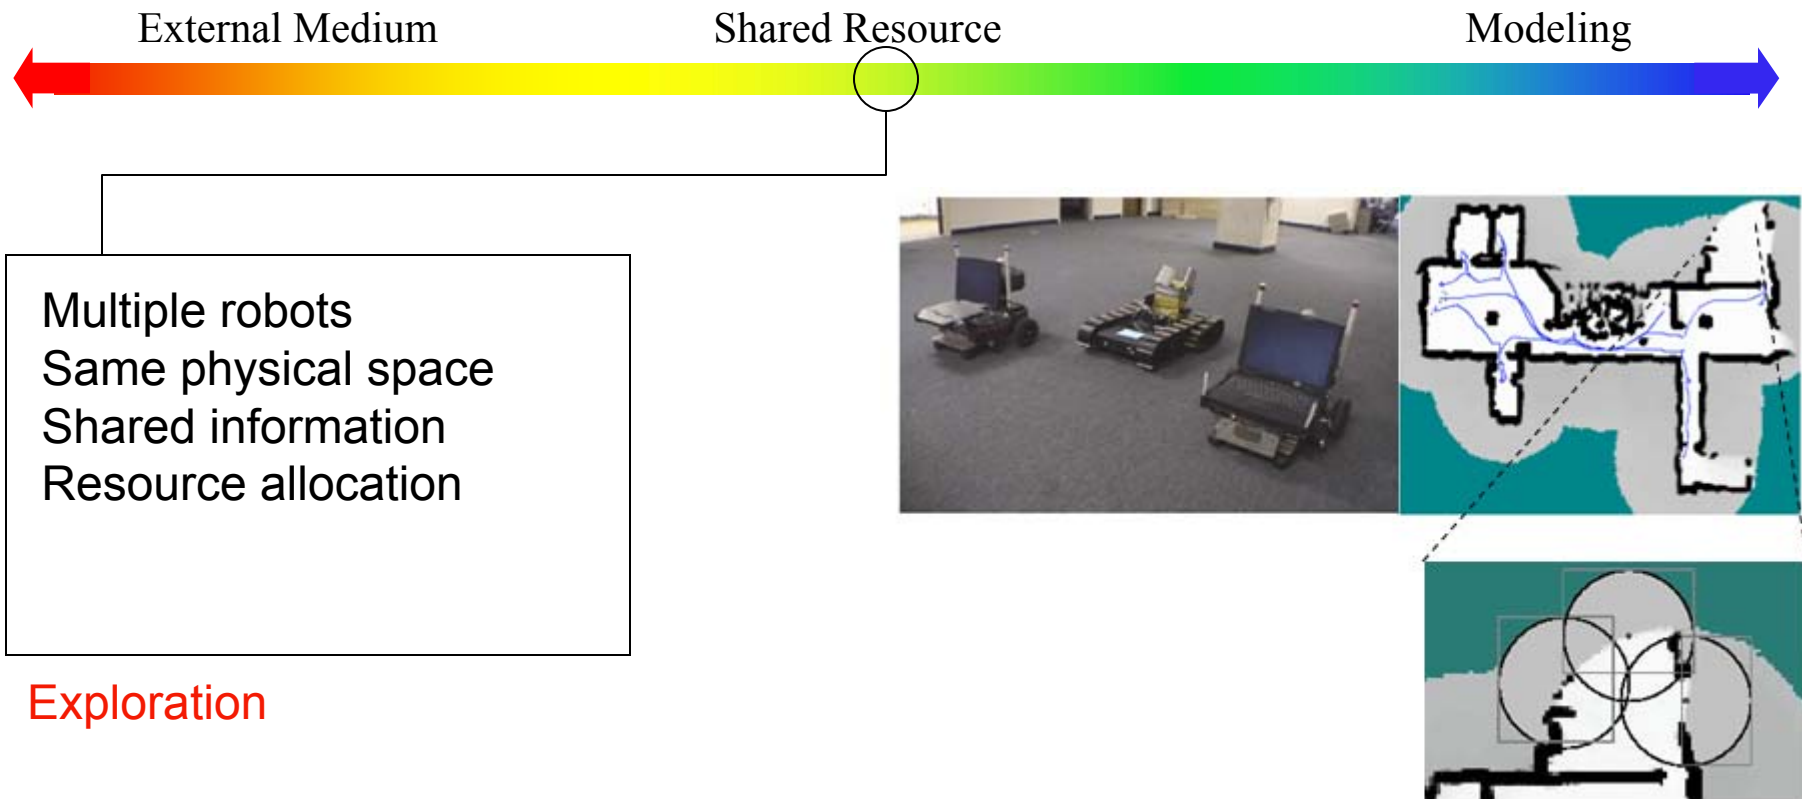 External Medium
Shared Resource
Modeling
Multiple robots
Same physical space
Shared information
Resource allocation
Exploration